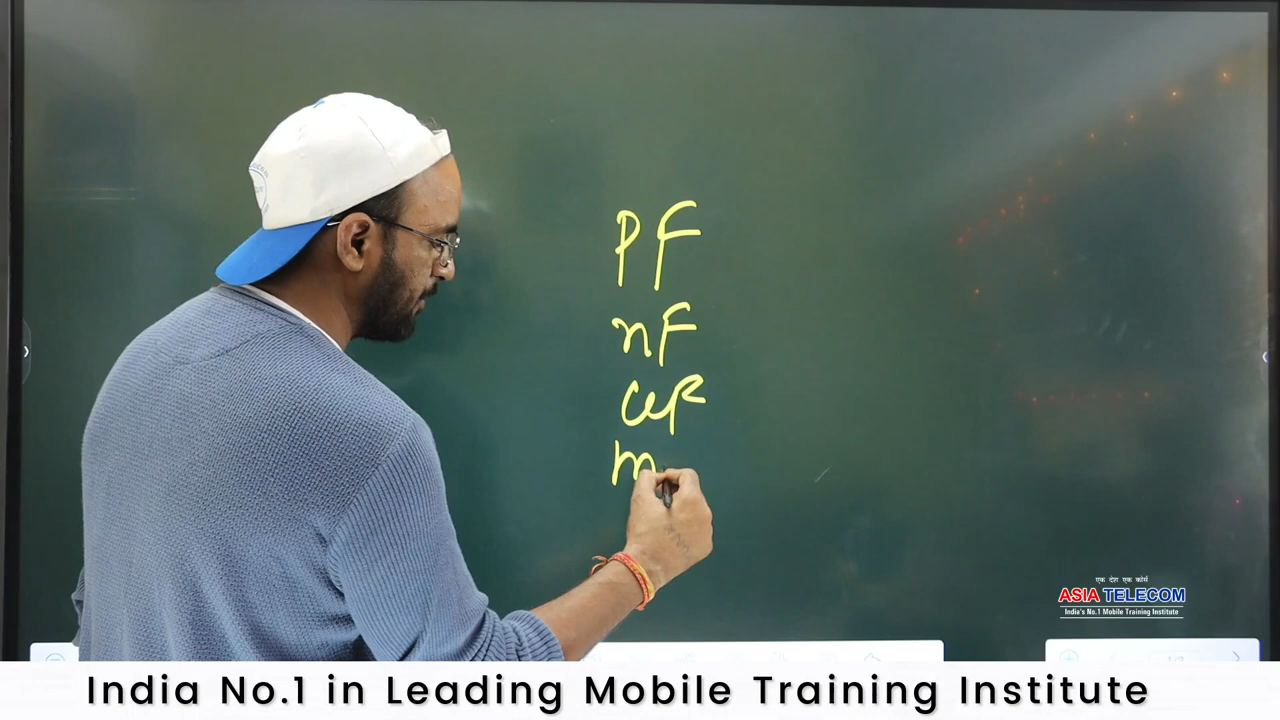 PF
nF
uF
m
एक देश एक कोर्स
ASIA TELECOM
India's No.1 Mobile Training Institute
India No.1 in Leading Mobile Training Institute